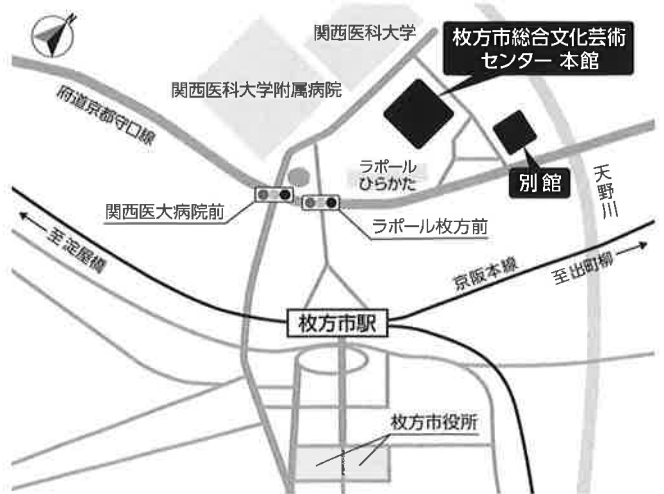 N
関西医科大学
枚方市総合文化芸術
センター 本館
関西医科大学附属病院
府道京都守口線
ラポール
ひらかた
別館
天野川
関西医大病院前
ラポール枚方前
至淀屋橋
京阪本線
至出町柳
枚方市駅
枚方市役所